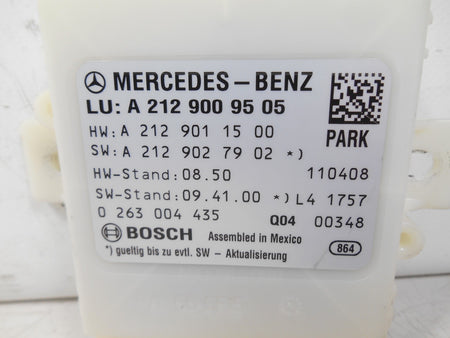 MERCEDES-BENZ
LU: A 212 900 95 05
HW: A 212 901 15 00
PARK
SW: A 212 902 79 02 *)
HW-Stand: 08.50 110408
SW-Stand: 09.41.00 *) L4 1757
0 263 004 435 Q04 00348
BOSCH Assembled in Mexico
*) gueltig bis zu evtl. SW - Aktualisierung
864